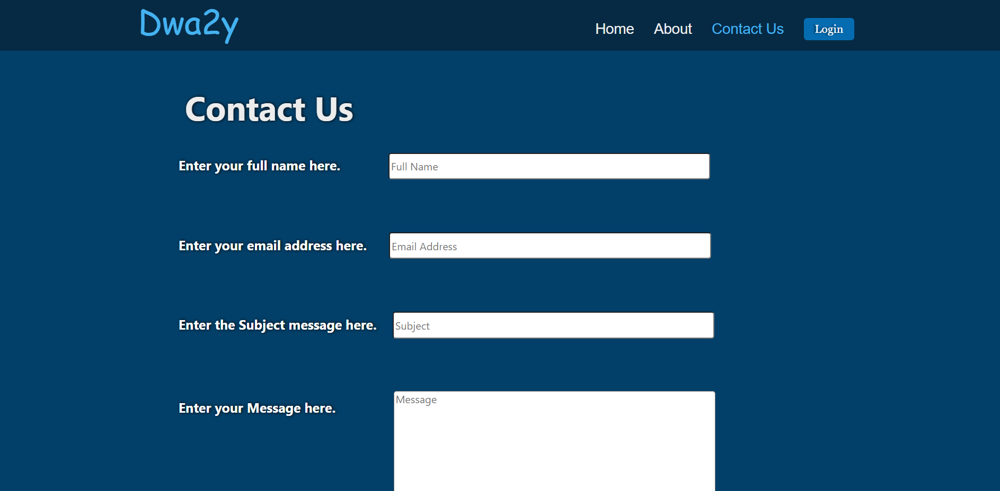 Dwa2y Home About Contact Us Login
Contact Us
Enter your full name here. Full Name
Enter your email address here. Email Address
Enter the Subject message here. Subject
Enter your Message here. Message